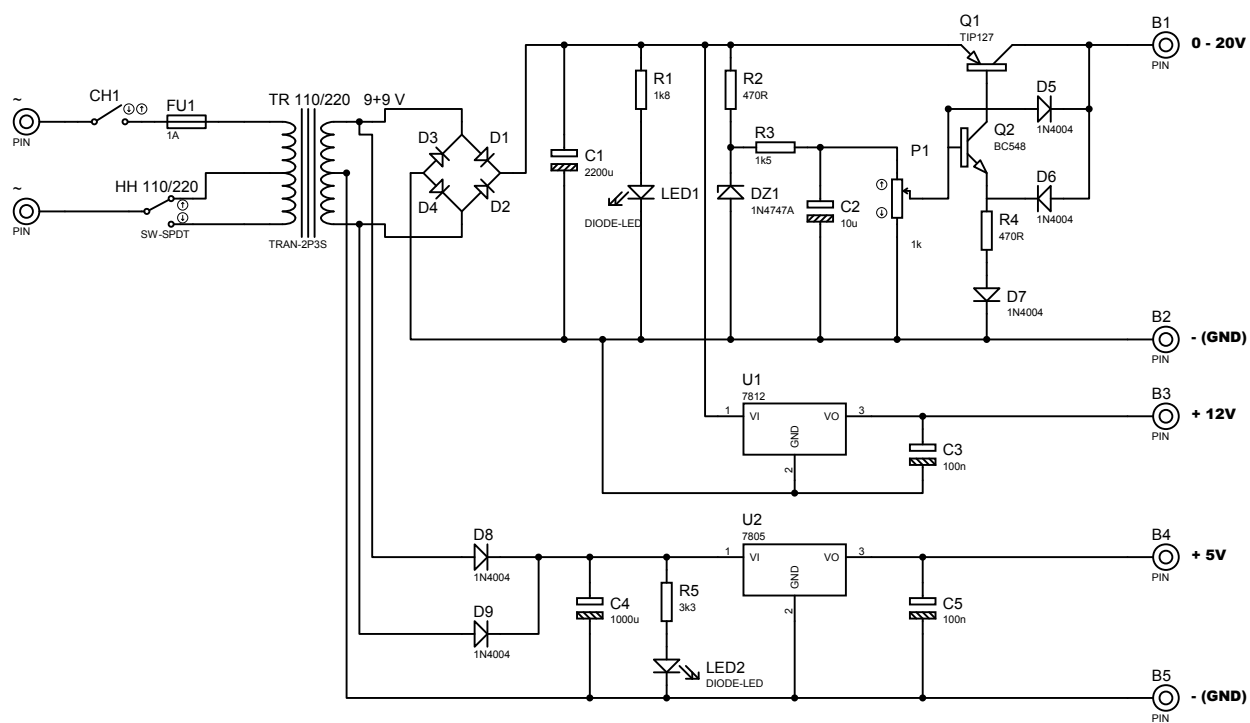 Q1
TIP127
B1
0 - 20V
PIN
~
CH1
FU1
1A
PIN
TR 110/220
9+9 V
D3
D1
D4
D2
C1
2200u
R1
1k8
R2
470R
R3
1k5
P1
D5
1N4004
Q2
BC548
~
HH 110/220
PIN
SW-SPDT
TRAN-2P3S
LED1
DIODE-LED
DZ1
1N4747A
C2
10u
1k
D6
1N4004
R4
470R
D7
1N4004
B2
- (GND)
PIN
U1
7812
1
VI
VO
3
GND
2
C3
100n
B3
+ 12V
PIN
D8
1N4004
D9
1N4004
C4
1000u
R5
3k3
LED2
DIODE-LED
U2
7805
1
VI
VO
3
GND
2
C5
100n
B4
+ 5V
PIN
B5
- (GND)
PIN